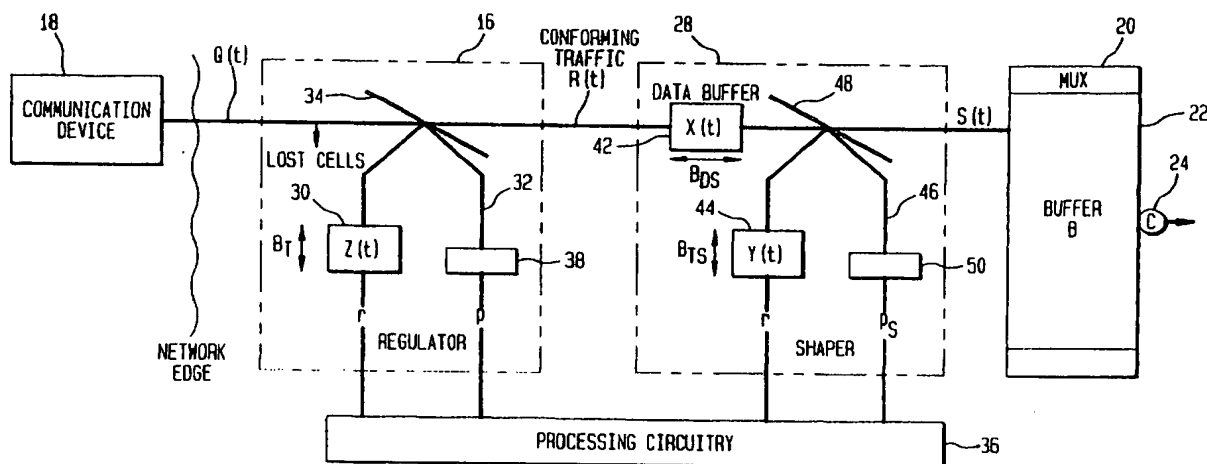 18
COMMUNICATION
DEVICE
Q(t)
NETWORK
EDGE
16
34
LOST CELLS
30
B_T
Z(t)
32
38
r
p
REGULATOR
CONFORMING
TRAFFIC
R(t)
28
DATA BUFFER
X(t)
42
B_DS
48
44
B_TS
Y(t)
46
50
r
p_S
SHAPER
S(t)
20
MUX
22
24
BUFFER
B
C
PROCESSING CIRCUITRY
36